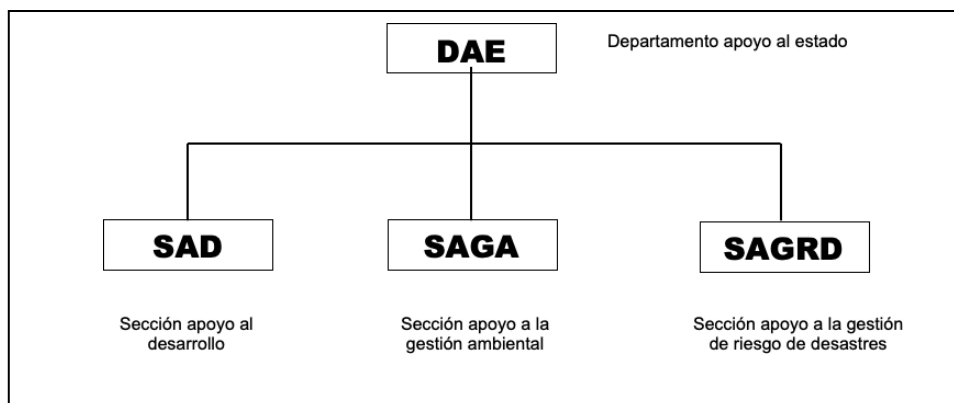 DAE
Departamento apoyo al estado
SAD
SAGA
SAGRD
Sección apoyo al
desarrollo
Sección apoyo a la
gestión ambiental
Sección apoyo a la gestión
de riesgo de desastres